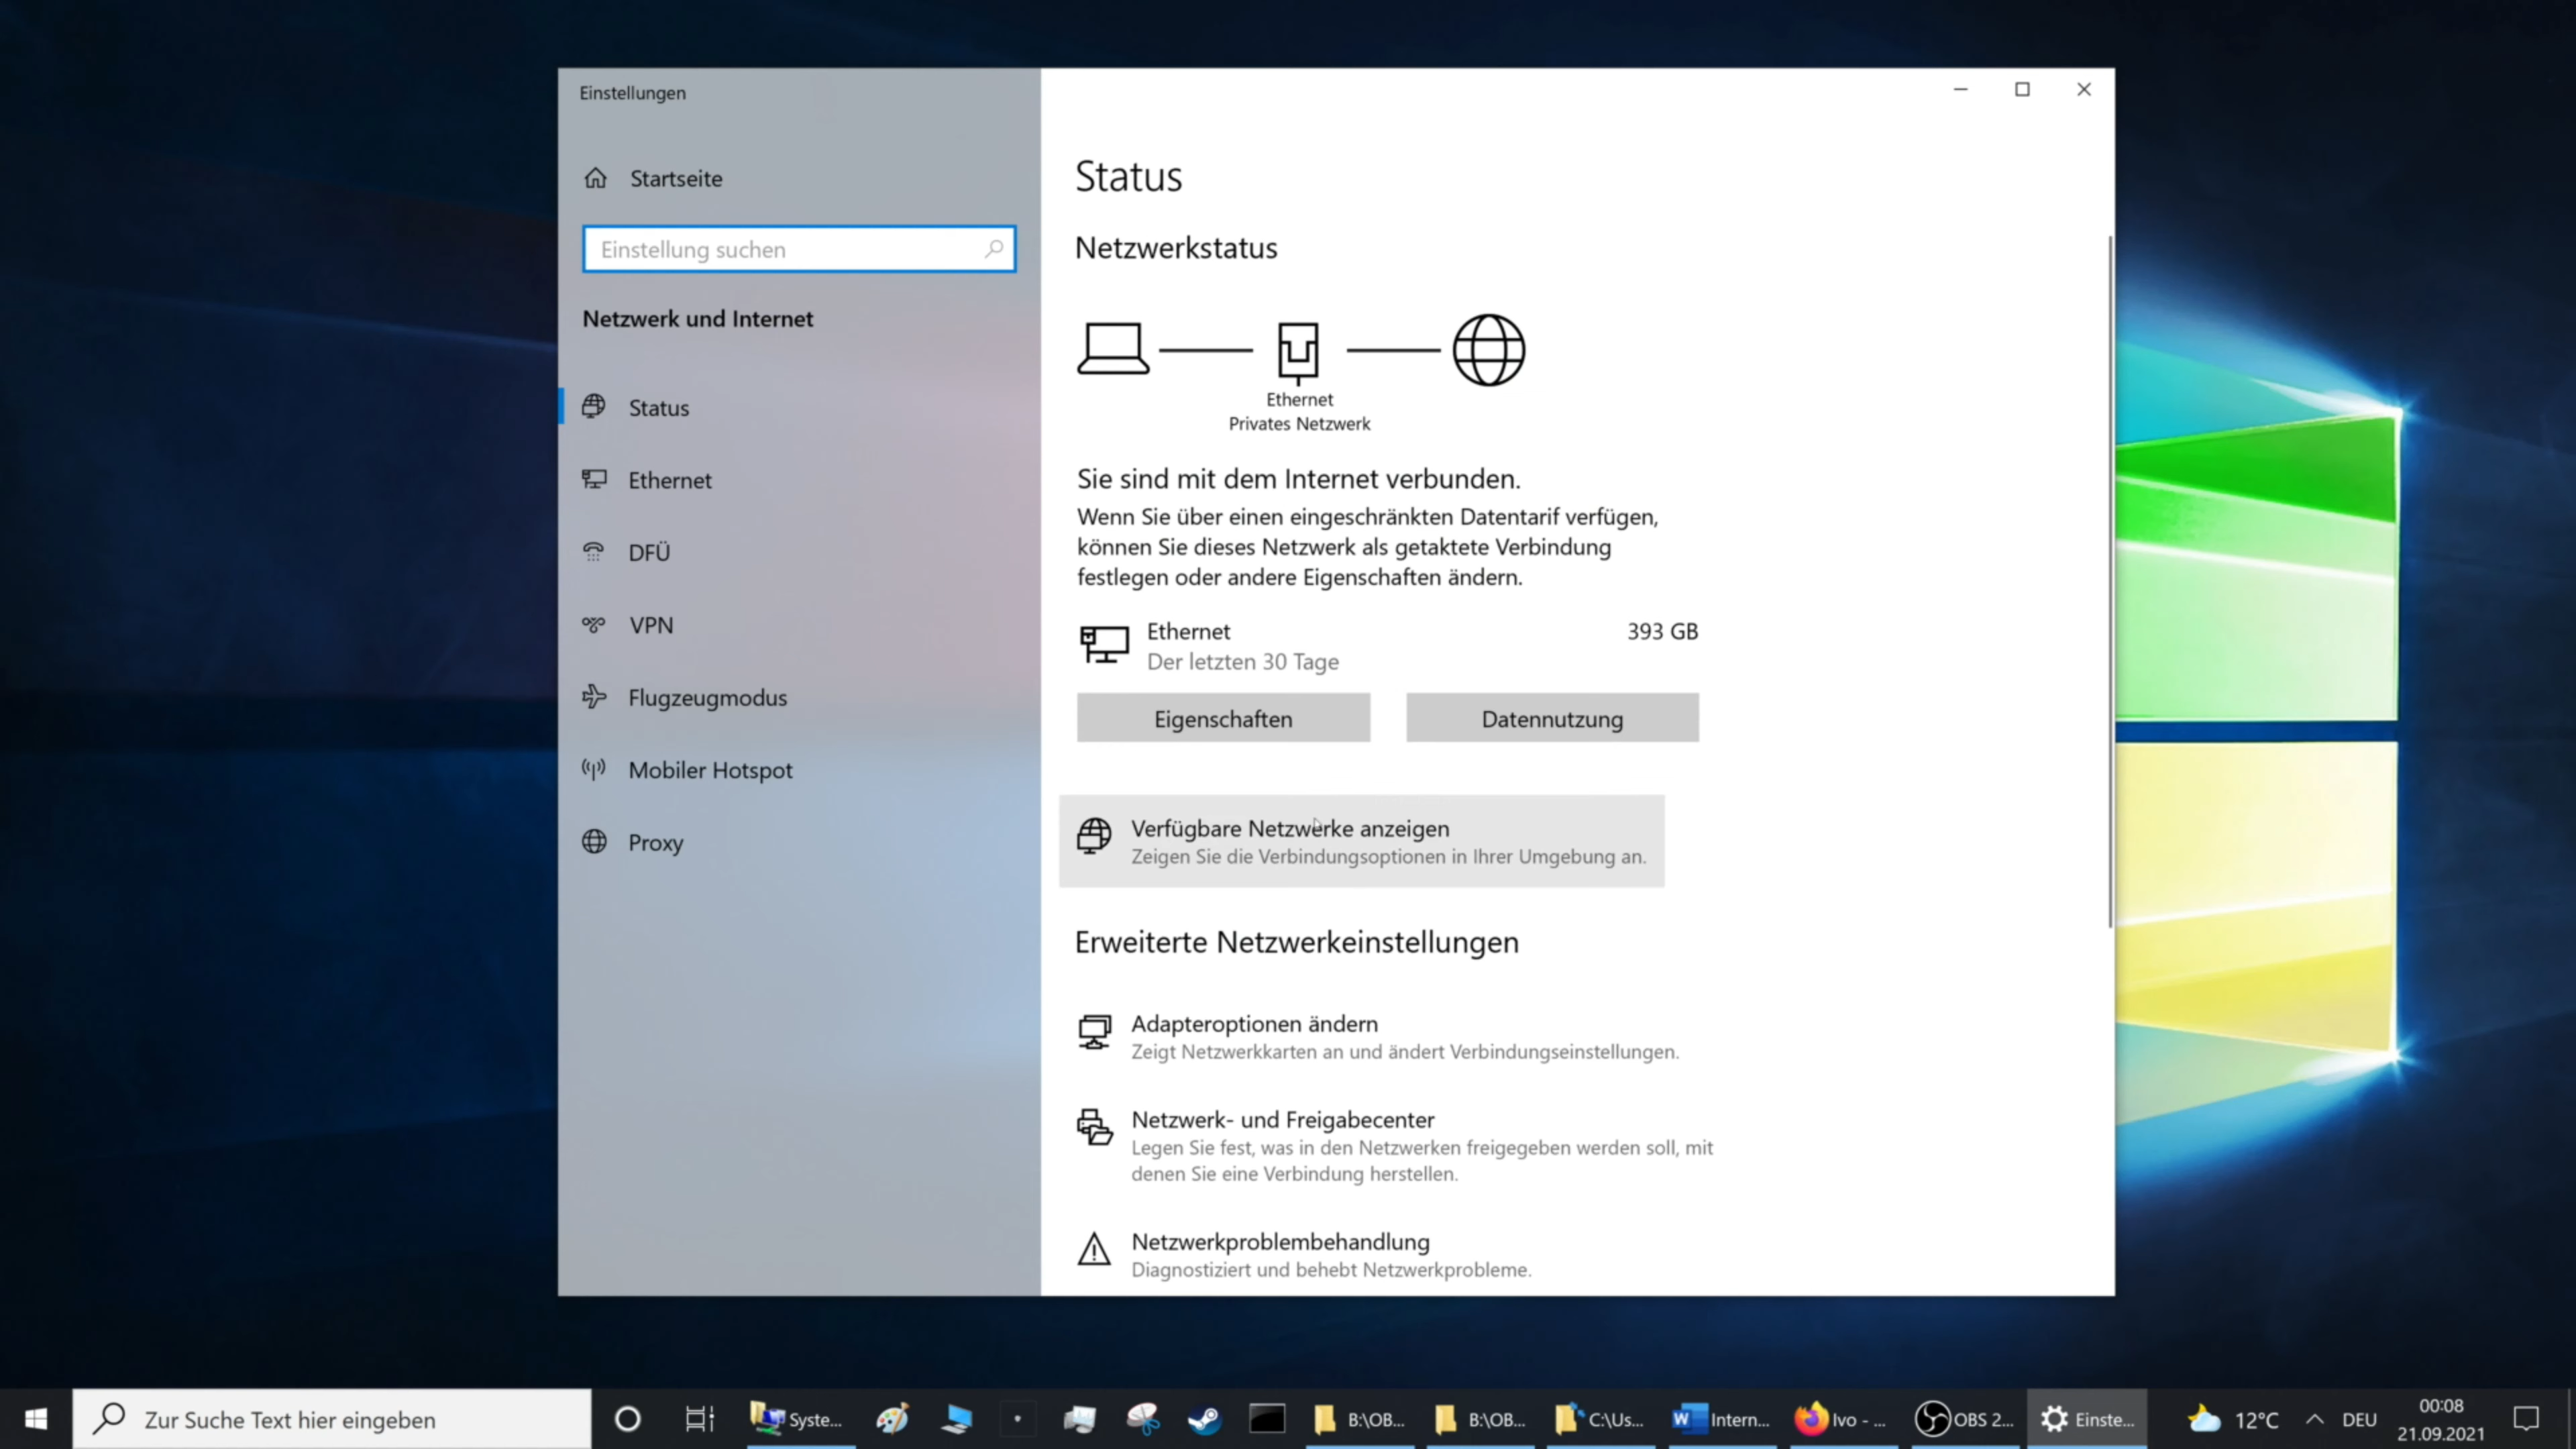 Einstellungen
Startseite
Einstellung suchen
Netzwerk und Internet
Status
Ethernet
DFÜ
VPN
Flugzeugmodus
Mobiler Hotspot
Proxy
Status
Netzwerkstatus
Ethernet
Privates Netzwerk
Sie sind mit dem Internet verbunden.
Wenn Sie über einen eingeschränkten Datentarif verfügen,
können Sie dieses Netzwerk als getaktete Verbindung
festlegen oder andere Eigenschaften ändern.
Ethernet 393 GB
Der letzten 30 Tage
Eigenschaften Datennutzung
Verfügbare Netzwerke anzeigen
Zeigen Sie die Verbindungsoptionen in Ihrer Umgebung an.
Erweiterte Netzwerkeinstellungen
Adapteroptionen ändern
Zeigt Netzwerkkarten an und ändert Verbindungseinstellungen.
Netzwerk- und Freigabecenter
Legen Sie fest, was in den Netzwerken freigegeben werden soll, mit
denen Sie eine Verbindung herstellen.
Netzwerkproblembehandlung
Diagnostiziert und behebt Netzwerkprobleme.
Zur Suche Text hier eingeben Syste... B:\OB... B:\OB... C:\Us... Intern... Ivo - ... OBS 2... Einste... 12°C DEU 00:08
21.09.2021